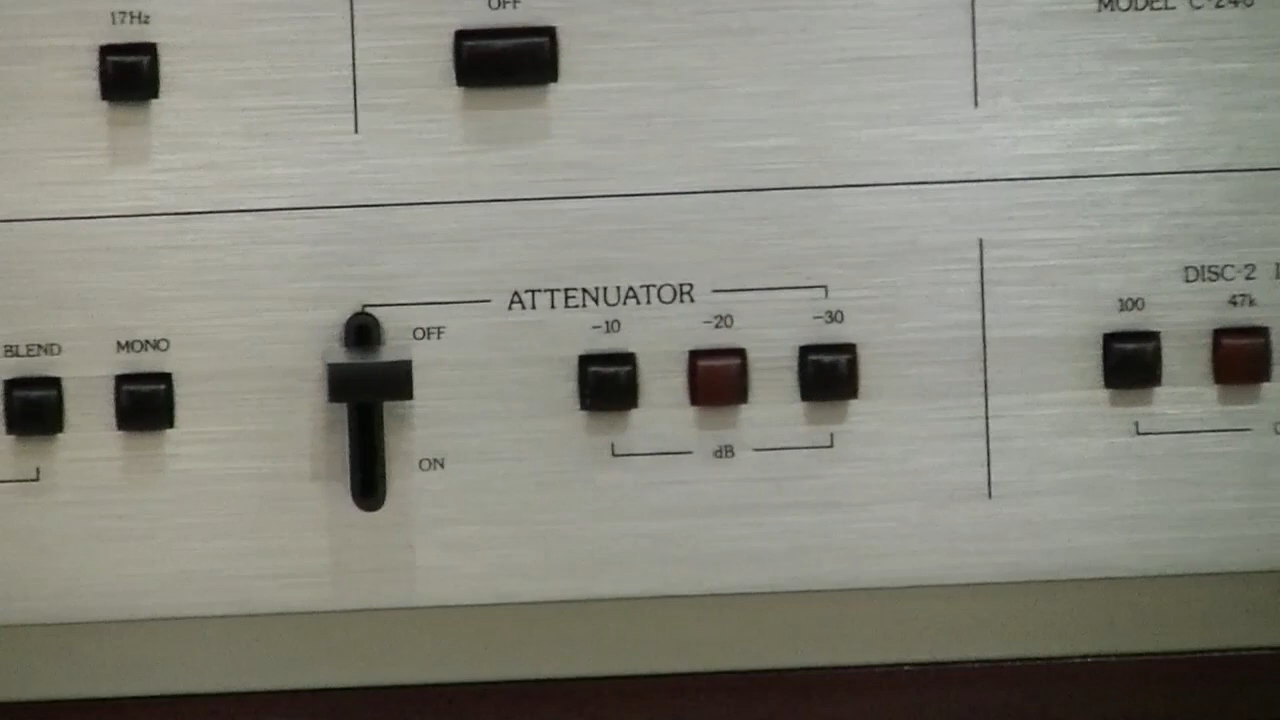 17Hz
OFF
MODEL C-240
ATTENUATOR
OFF
ON
-10 -20 -30
dB
BLEND MONO
DISC-2
100 47k